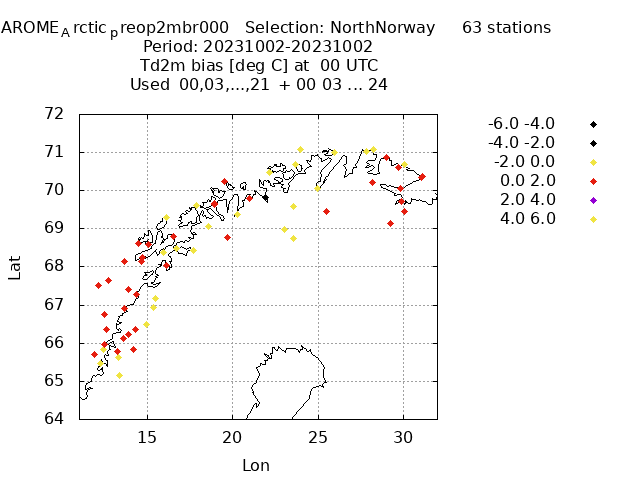 AROME_A rctic_preop2mbr000 Selection: NorthNorway 63 stations
Period: 20231002-20231002
Td2m bias [deg C] at 00 UTC
Used 00,03,...,21 + 00 03 ... 24
72
71
70
69
68
67
66
65
64
15 20 25 30
Lat
Lon
-6.0 -4.0
-4.0 -2.0
-2.0 0.0
0.0 2.0
2.0 4.0
4.0 6.0